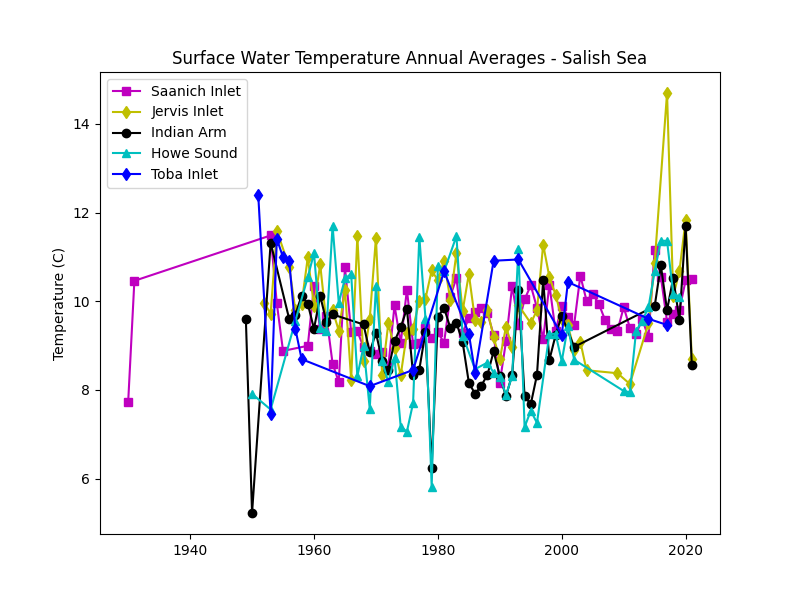 Surface Water Temperature Annual Averages - Salish Sea
Saanich Inlet
Jervis Inlet
Indian Arm
Howe Sound
Toba Inlet
Temperature (C)
14
12
10
8
6
1940
1960
1980
2000
2020